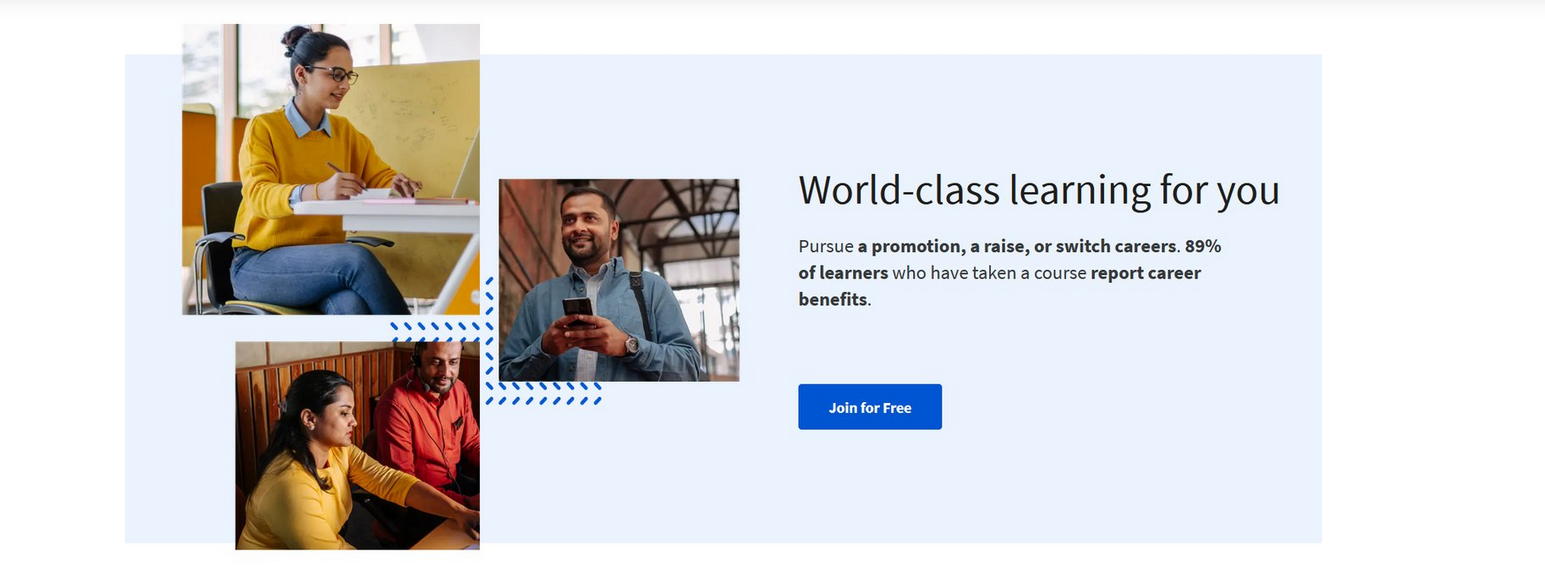 World-class learning for you
Pursue a promotion, a raise, or switch careers. 89%
of learners who have taken a course report career
benefits.
Join for Free